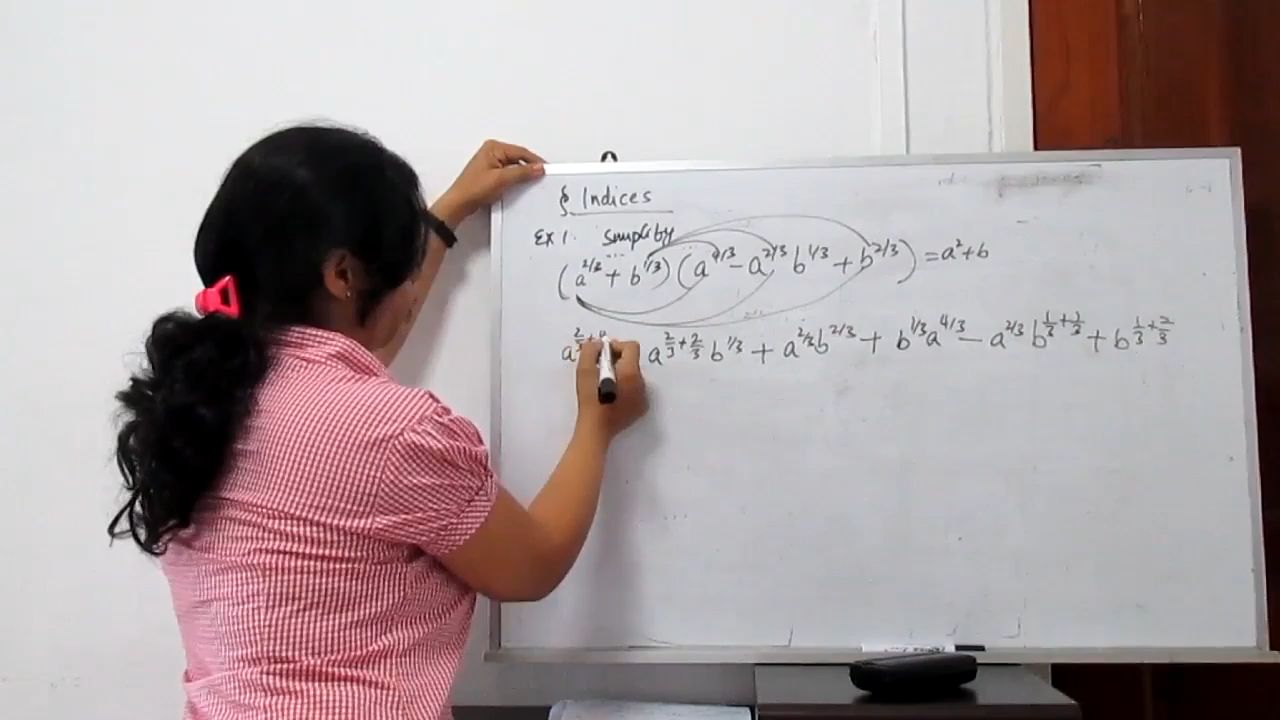 § Indices
Ex 1. Simplify
(a^{2/3} + b^{1/3}) (a^{4/3} - a^{2/3} b^{1/3} + b^{2/3}) = a^2 + b
a^{2/3 + 4} a^{2/3 + 2/3} b^{1/3} + a^{2/3} b^{2/3} + b^{1/3} a^{4/3} - a^{2/3} b^{1/3 + 1/3} + b^{1/3 + 2/3}